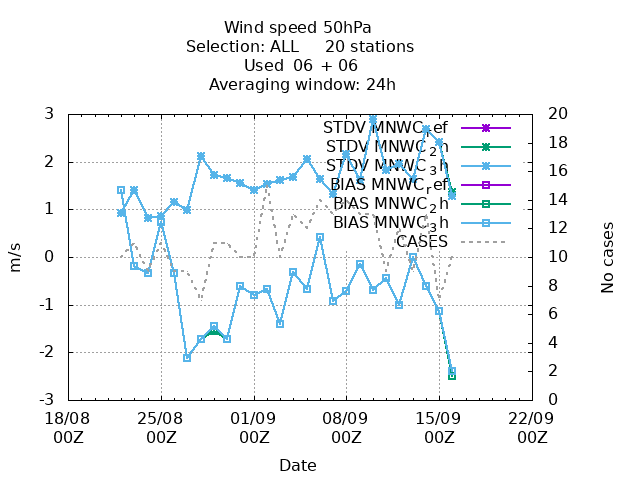 Wind speed 50hPa
Selection: ALL 20 stations
Used 06 + 06
Averaging window: 24h
STDV MNWC_ref
STDV MNWC_2h
STDV MNWC_3h
BIAS MNWC_ref
BIAS MNWC_2h
BIAS MNWC_3h
CASES
3
2
1
0
-1
-2
-3
m/s
20
18
16
14
12
10
8
6
4
2
0
No cases
18/08 25/08 01/09 08/09 15/09 22/09
00Z 00Z 00Z 00Z 00Z 00Z
Date